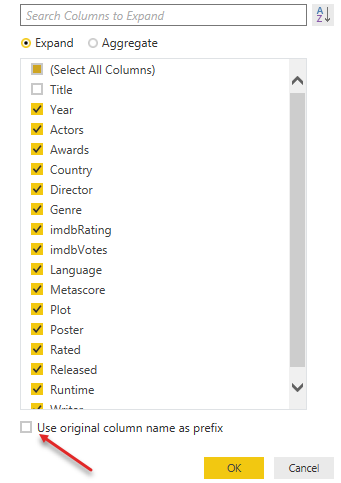 Search Columns to Expand
A
Z
Expand
Aggregate
(Select All Columns)
Title
Year
Actors
Awards
Country
Director
Genre
imdbRating
imdbVotes
Language
Metascore
Plot
Poster
Rated
Released
Runtime
Writer
Use original column name as prefix
OK
Cancel